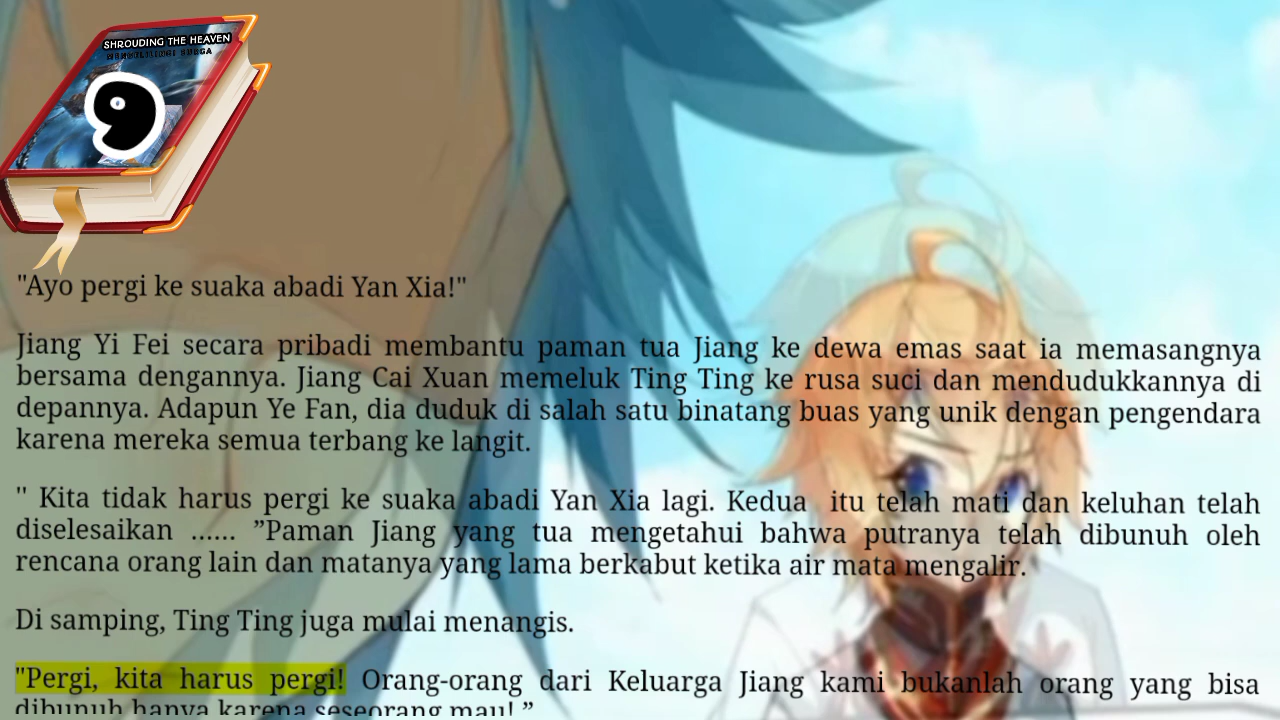 SHROUDING THE HEAVEN
9
"Ayo pergi ke suaka abadi Yan Xia!"
Jiang Yi Fei secara pribadi membantu paman tua Jiang ke dewa emas saat ia memasangnya
bersama dengannya. Jiang Cai Xuan memeluk Ting Ting ke rusa suci dan mendudukkannya di
depannya. Adapun Ye Fan, dia duduk di salah satu binatang buas yang unik dengan pengendara
karena mereka semua terbang ke langit.
" Kita tidak harus pergi ke suaka abadi Yan Xia lagi. Kedua itu telah mati dan keluhan telah
diselesaikan …… ”Paman Jiang yang tua mengetahui bahwa putranya telah dibunuh oleh
rencana orang lain dan matanya yang lama berkabut ketika air mata mengalir.
Di samping, Ting Ting juga mulai menangis.
"Pergi, kita harus pergi! Orang-orang dari Keluarga Jiang kami bukanlah orang yang bisa
dibunuh hanya karena seseorang mau! ”